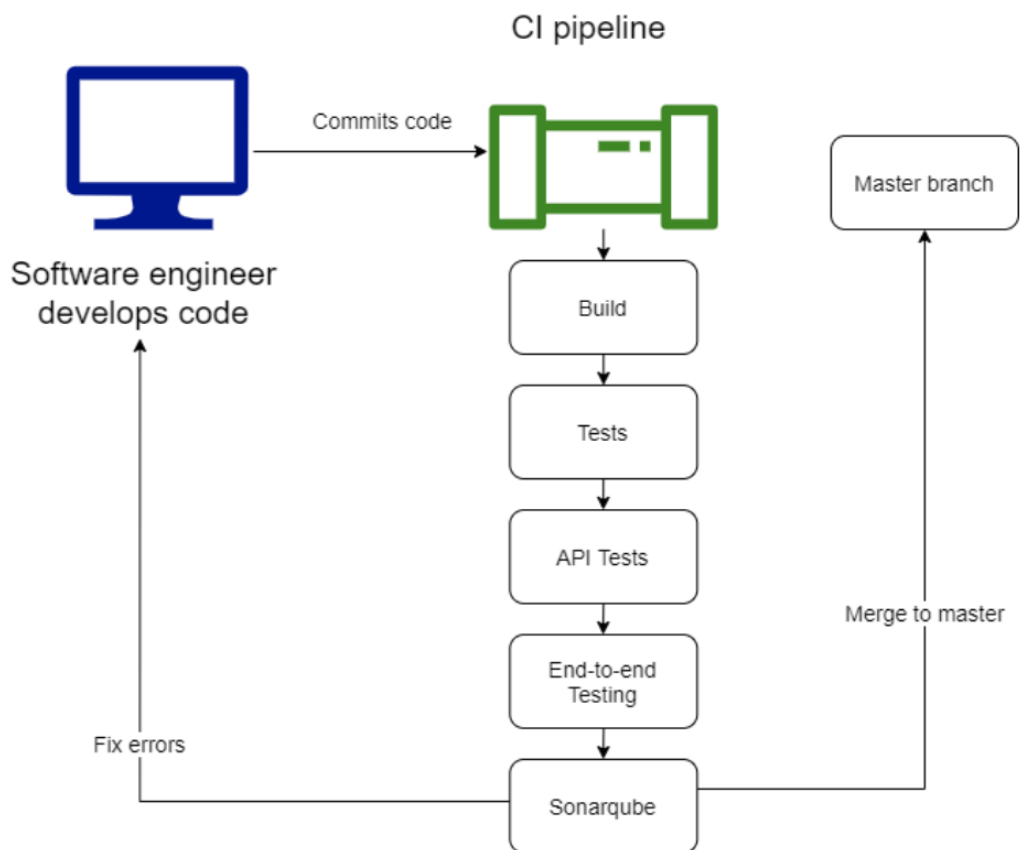 CI pipeline
Commits code
Master branch
Software engineer
develops code
Build
Tests
API Tests
Merge to master
End-to-end
Testing
Fix errors
Sonarqube